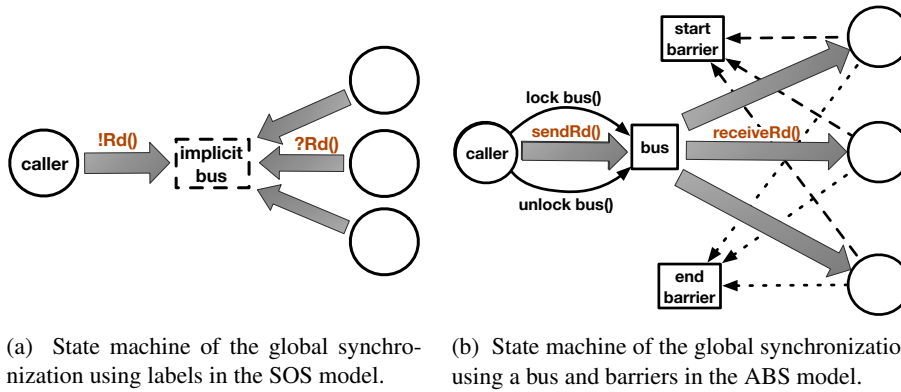 !Rd()
caller
implicit
bus
?Rd()
start
barrier
lock bus()
sendRd()
caller
bus
receiveRd()
unlock bus()
end
barrier
(a) State machine of the global synchro-
nization using labels in the SOS model.
(b) State machine of the global synchronizatio
using a bus and barriers in the ABS model.